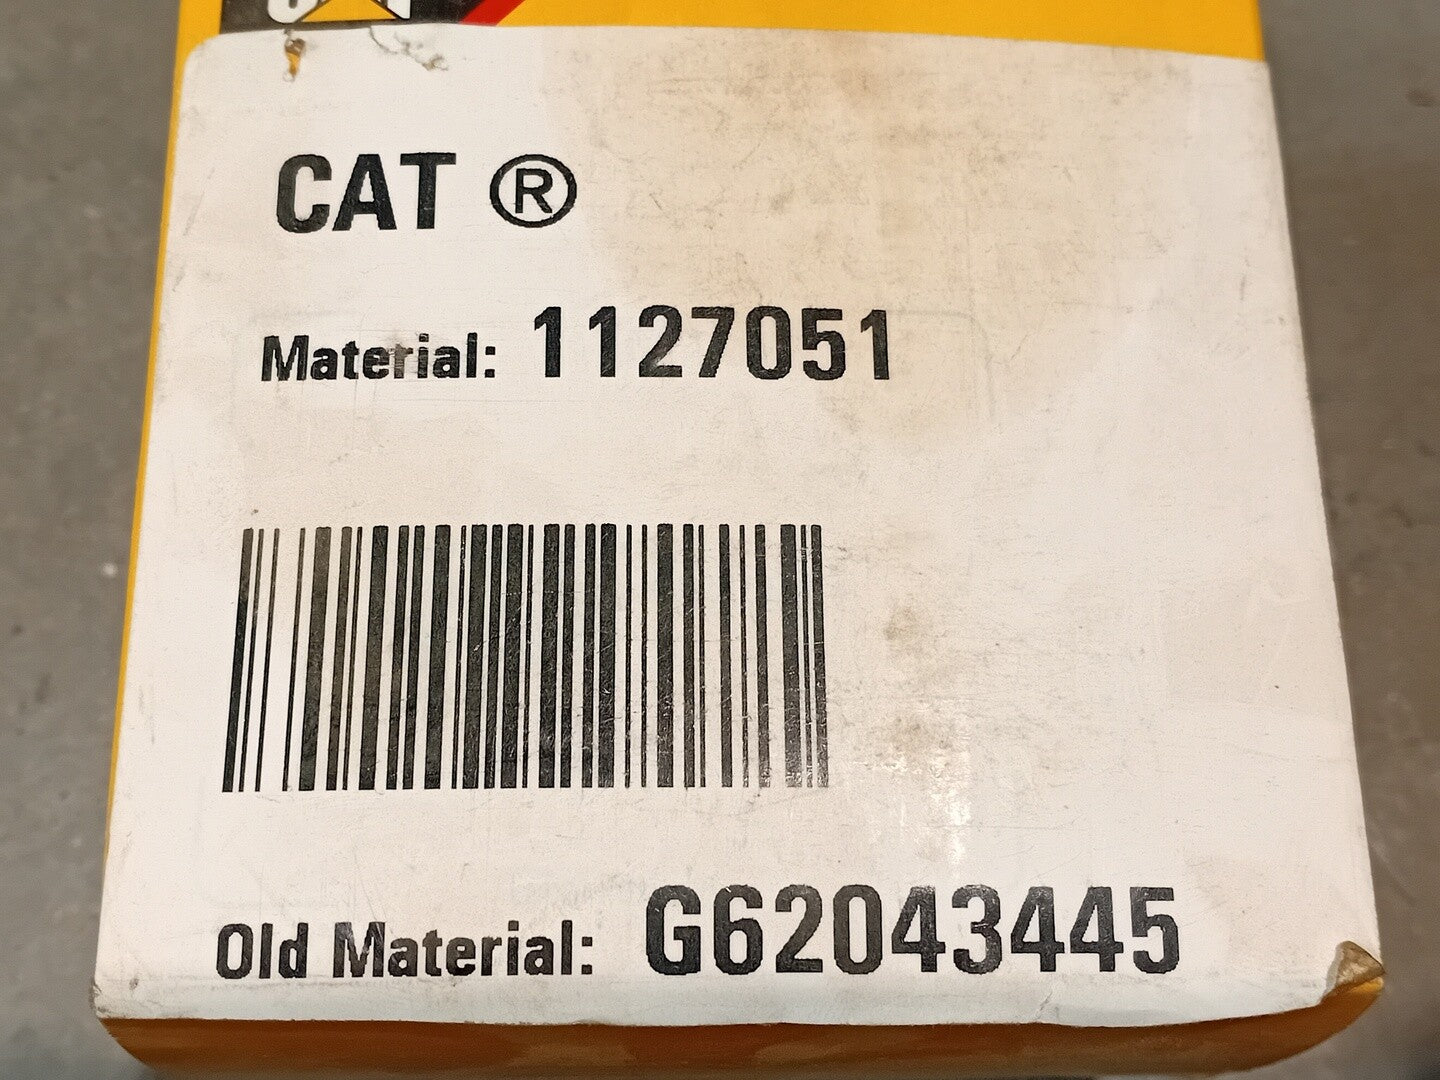 CAT ®
Material: 1127051
Old Material: G62043445